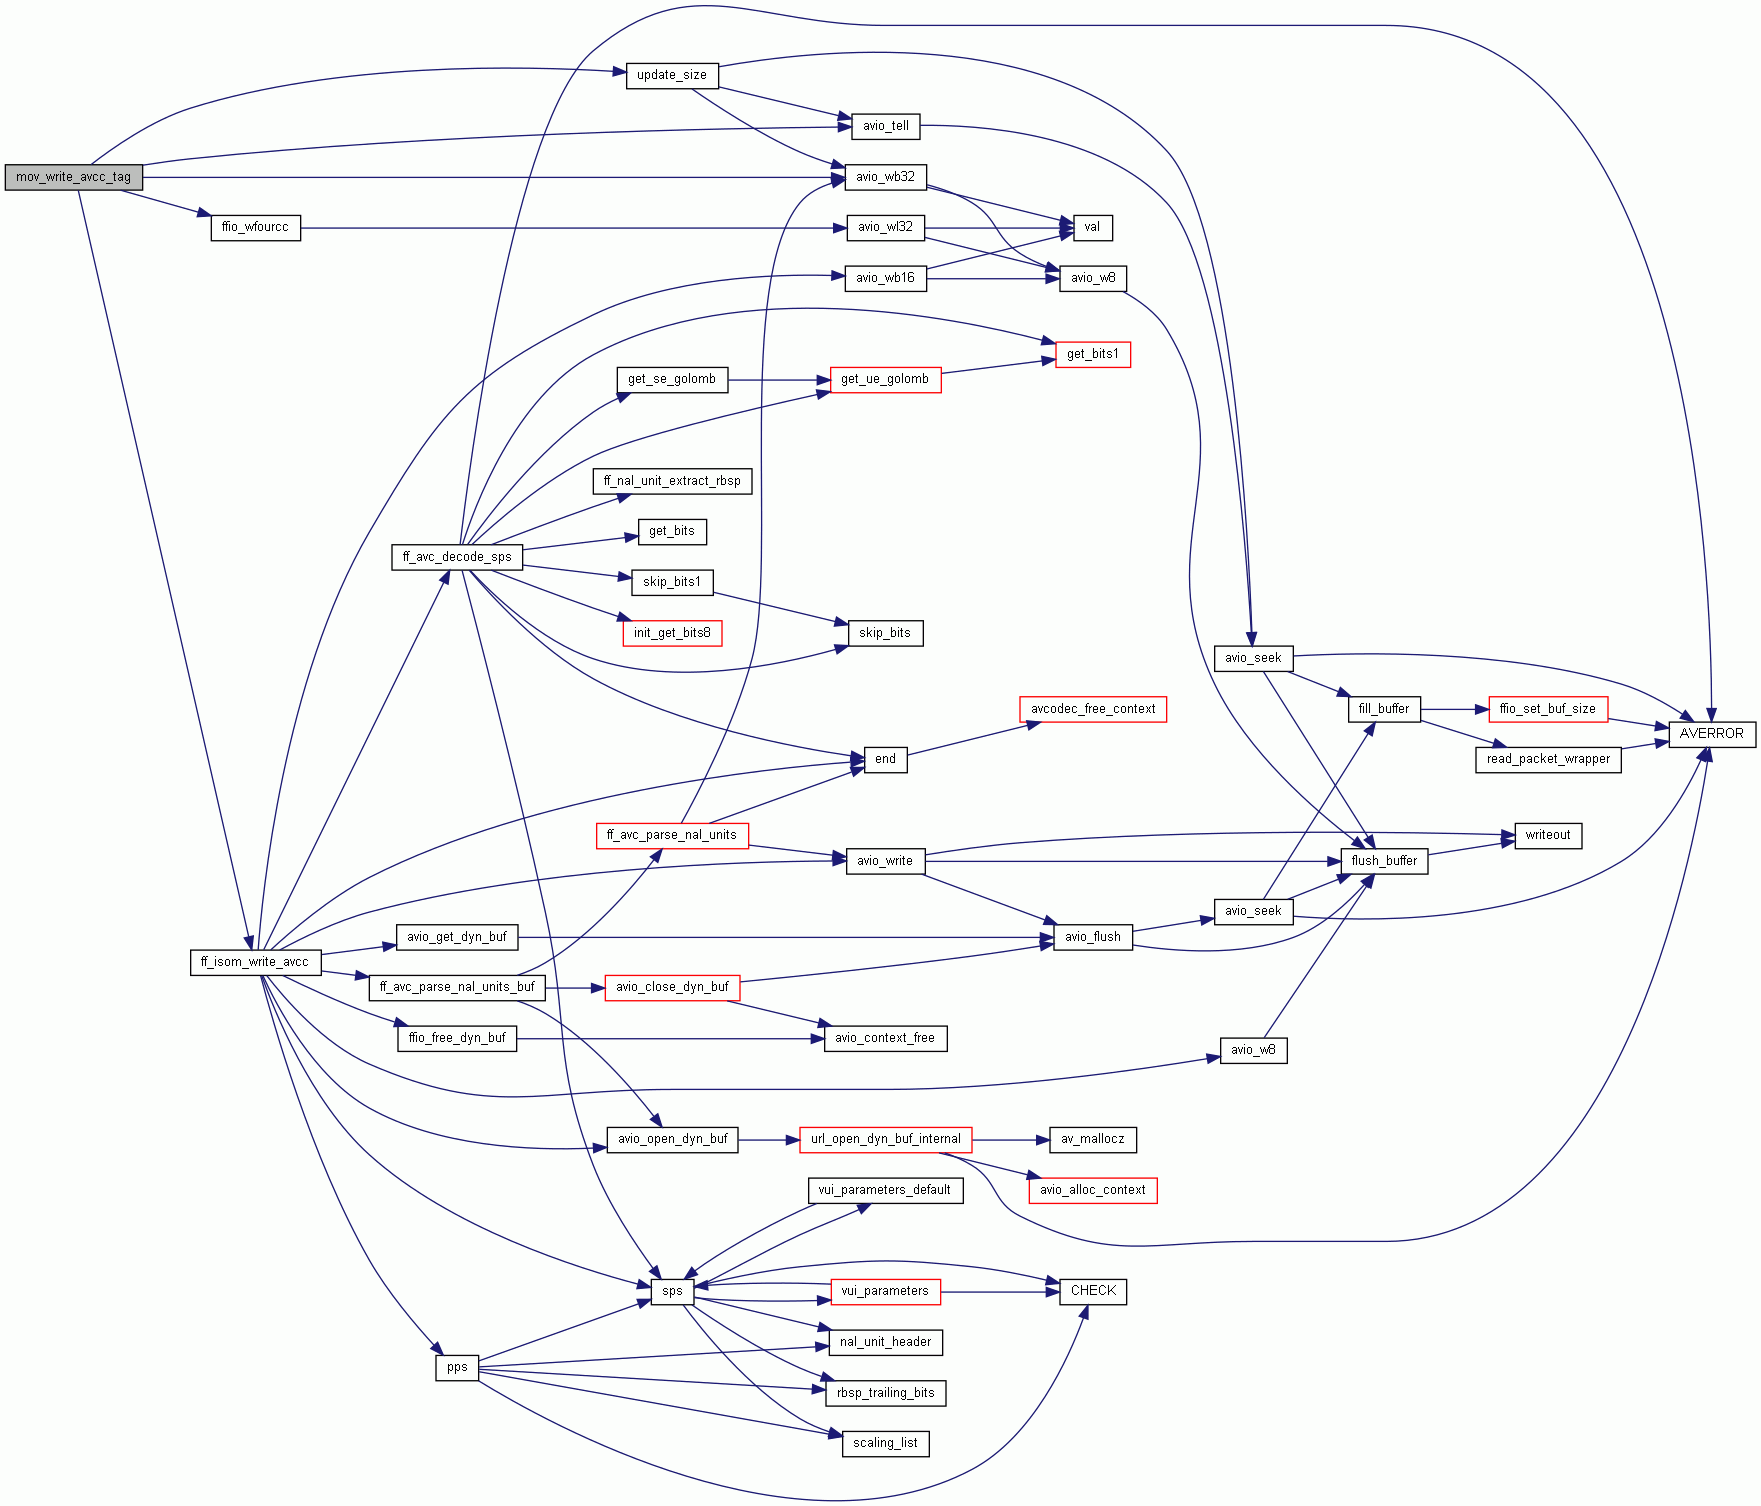 update_size
avio_tell
mov_write_avcc_tag
avio_wb32
ffio_wfourcc
avio_wl32
val
avio_wb16
avio_w8
get_bits1
get_se_golomb
get_ue_golomb
ff_nal_unit_extract_rbsp
get_bits
ff_avc_decode_sps
skip_bits1
init_get_bits8
skip_bits
avio_seek
avcodec_free_context
fill_buffer
ffio_set_buf_size
AVERROR
end
read_packet_wrapper
ff_avc_parse_nal_units
writeout
avio_write
flush_buffer
avio_seek
avio_get_dyn_buf
avio_flush
ff_isom_write_avcc
ff_avc_parse_nal_units_buf
avio_close_dyn_buf
ffio_free_dyn_buf
avio_context_free
avio_w8
avio_open_dyn_buf
url_open_dyn_buf_internal
av_mallocz
vui_parameters_default
avio_alloc_context
sps
vui_parameters
CHECK
nal_unit_header
pps
rbsp_trailing_bits
scaling_list